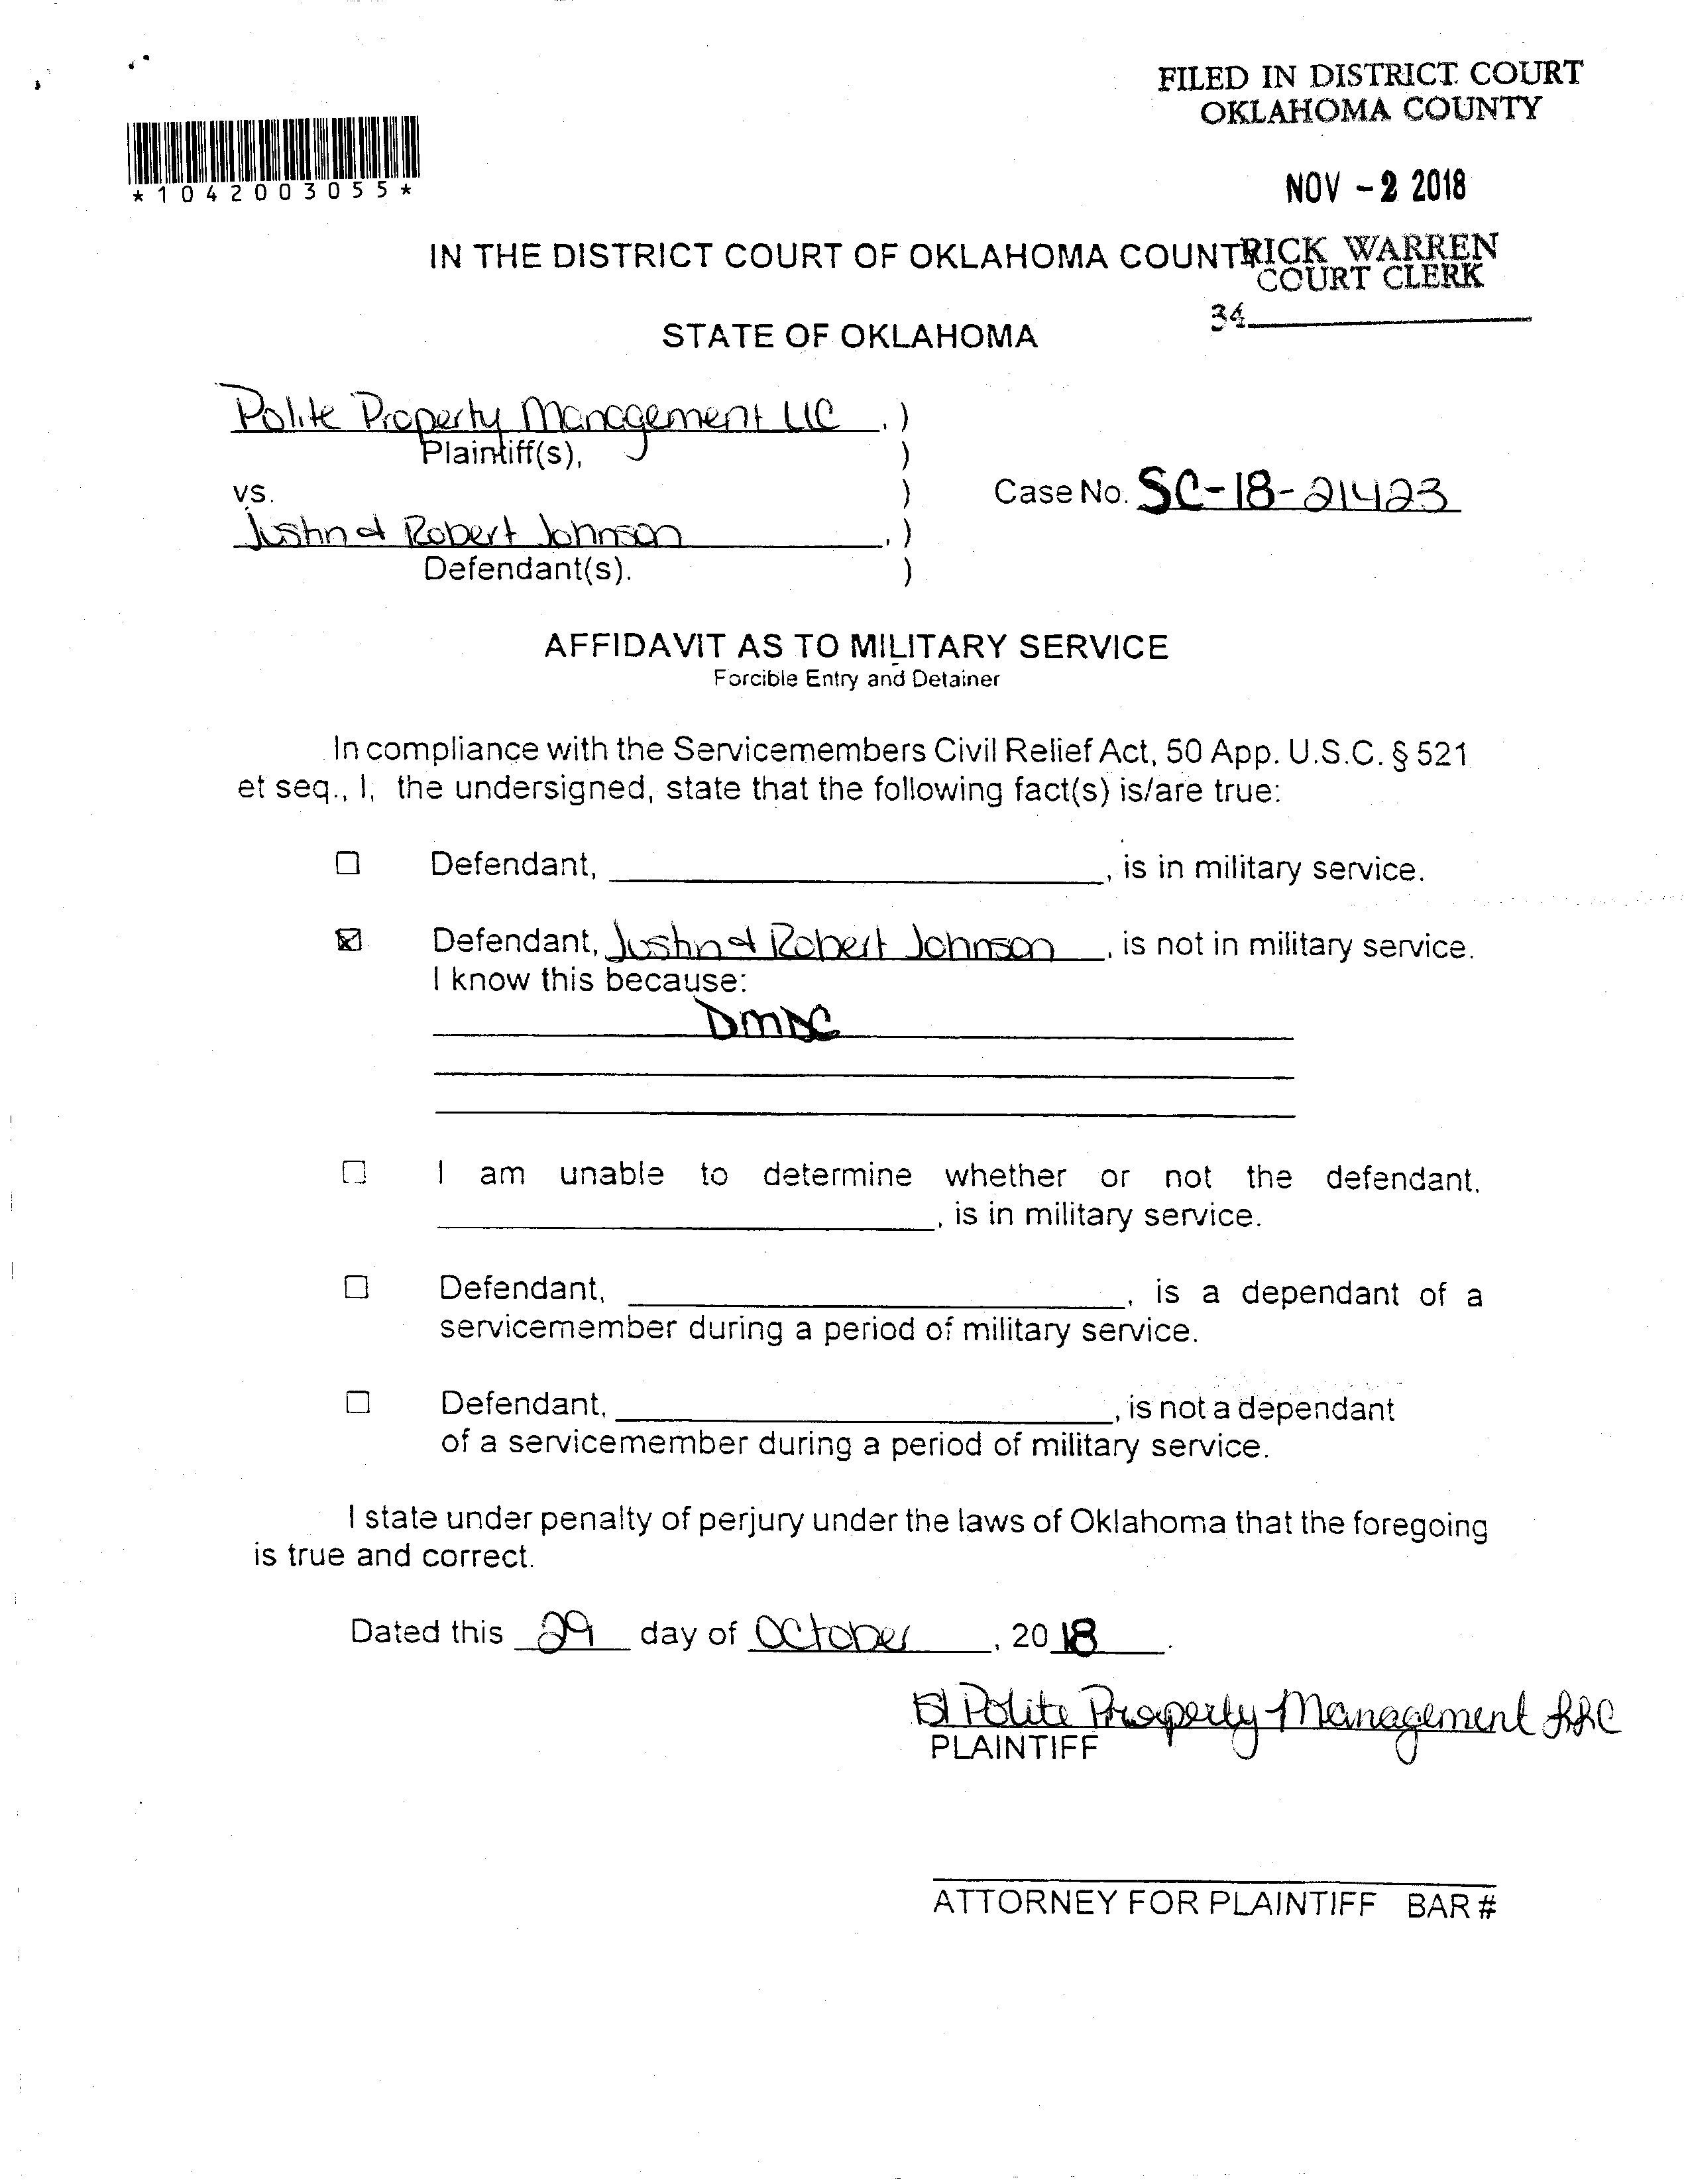 FILED IN DISTRICT COURT
OKLAHOMA COUNTY
*1042003055*
NOV -2 2018
IN THE DISTRICT COURT OF OKLAHOMA COUNT
RICK WARREN
COURT CLERK
34
STATE OF OKLAHOMA
Polite Property Management LLC , )
Plaintiff(s), )
vs. ) Case No. SC-18-21423
Justin & Robert Johnson , )
Defendant(s). )
AFFIDAVIT AS TO MILITARY SERVICE
Forcible Entry and Detainer
In compliance with the Servicemembers Civil Relief Act, 50 App. U.S.C. § 521
et seq., I, the undersigned, state that the following fact(s) is/are true:
☐ Defendant, , is in military service.
☒ Defendant, Justin & Robert Johnson , is not in military service.
I know this because:
DMDC
☐ I am unable to determine whether or not the defendant,
, is in military service.
☐ Defendant, , is a dependant of a
servicemember during a period of military service.
☐ Defendant, , is not a dependant
of a servicemember during a period of military service.
I state under penalty of perjury under the laws of Oklahoma that the foregoing
is true and correct.
Dated this 29 day of October , 20 18 .
Polite Property Management LLC
PLAINTIFF
ATTORNEY FOR PLAINTIFF BAR #